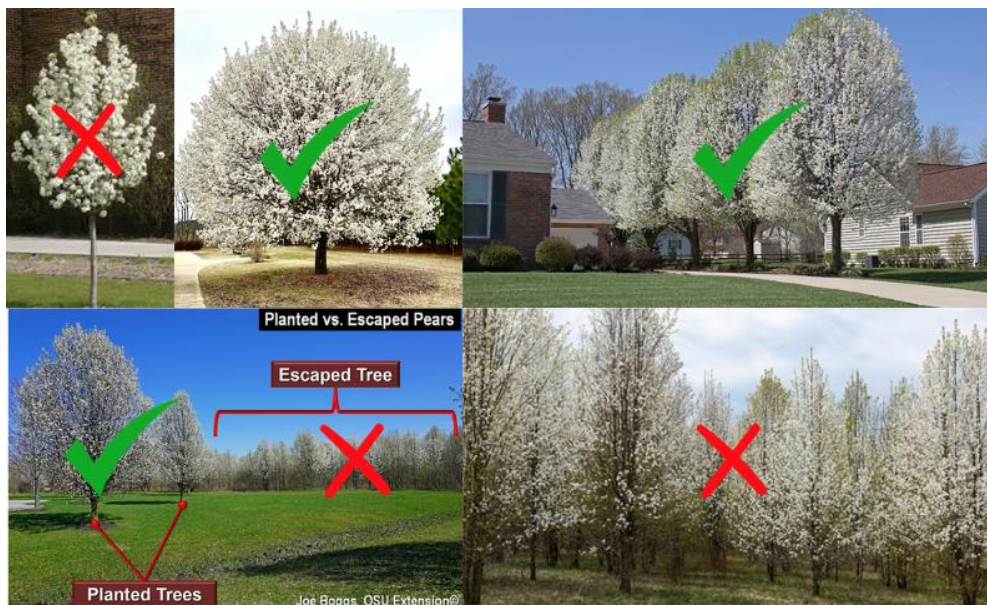 Planted vs. Escaped Pears
Escaped Tree
Planted Trees
Joe Boggs, OSU Extension©